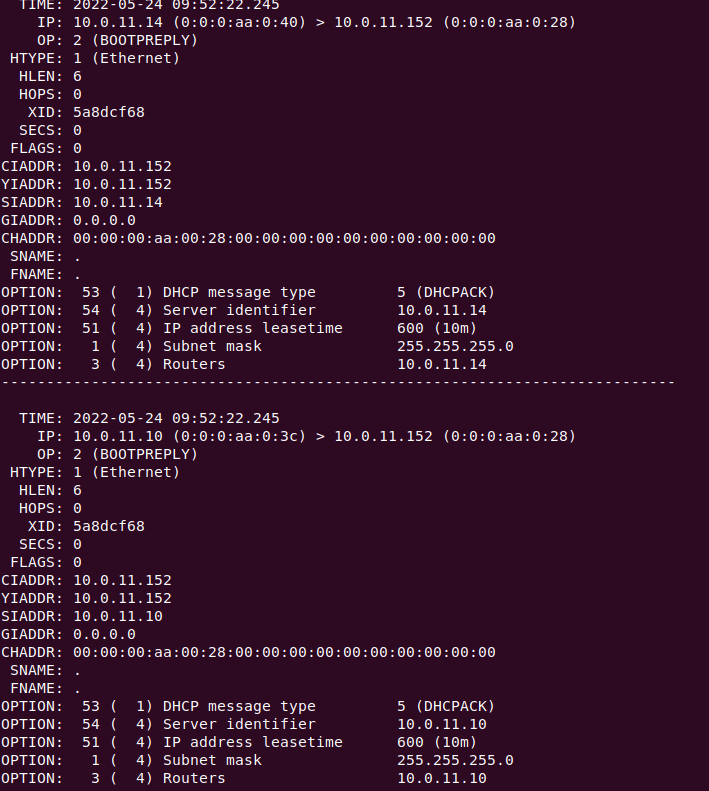 TIME: 2022-05-24 09:52:22.245
IP: 10.0.11.14 (0:0:0:aa:0:40) > 10.0.11.152 (0:0:0:aa:0:28)
OP: 2 (BOOTPREPLY)
HTYPE: 1 (Ethernet)
HLEN: 6
HOPS: 0
XID: 5a8dcf68
SECS: 0
FLAGS: 0
CIADDR: 10.0.11.152
YIADDR: 10.0.11.152
SIADDR: 10.0.11.14
GIADDR: 0.0.0.0
CHADDR: 00:00:00:aa:00:28:00:00:00:00:00:00:00:00:00:00
SNAME: .
FNAME: .
OPTION:  53 (  1) DHCP message type         5 (DHCPACK)
OPTION:  54 (  4) Server identifier         10.0.11.14
OPTION:  51 (  4) IP address leasetime      600 (10m)
OPTION:   1 (  4) Subnet mask               255.255.255.0
OPTION:   3 (  4) Routers                   10.0.11.14
---------------------------------------------------------------------------
TIME: 2022-05-24 09:52:22.245
IP: 10.0.11.10 (0:0:0:aa:0:3c) > 10.0.11.152 (0:0:0:aa:0:28)
OP: 2 (BOOTPREPLY)
HTYPE: 1 (Ethernet)
HLEN: 6
HOPS: 0
XID: 5a8dcf68
SECS: 0
FLAGS: 0
CIADDR: 10.0.11.152
YIADDR: 10.0.11.152
SIADDR: 10.0.11.10
GIADDR: 0.0.0.0
CHADDR: 00:00:00:aa:00:28:00:00:00:00:00:00:00:00:00:00
SNAME: .
FNAME: .
OPTION:  53 (  1) DHCP message type         5 (DHCPACK)
OPTION:  54 (  4) Server identifier         10.0.11.10
OPTION:  51 (  4) IP address leasetime      600 (10m)
OPTION:   1 (  4) Subnet mask               255.255.255.0
OPTION:   3 (  4) Routers                   10.0.11.10